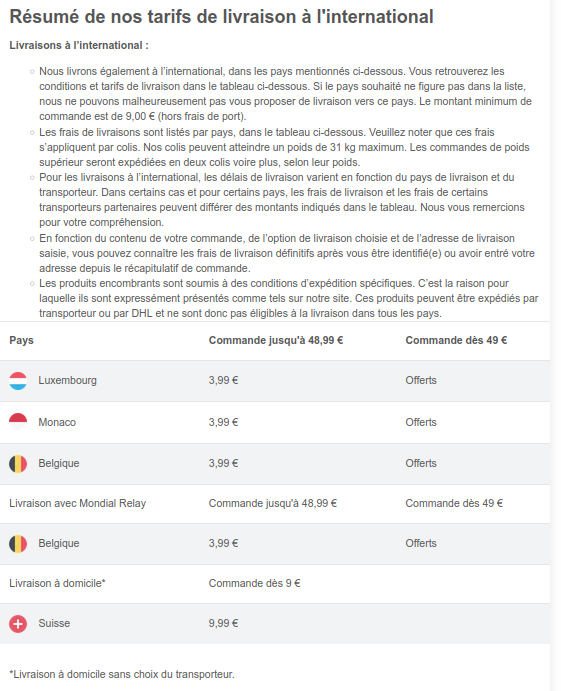 Résumé de nos tarifs de livraison à l'international
Livraisons à l'international :
Nous livrons également à l'international, dans les pays mentionnés ci-dessous. Vous retrouverez les
conditions et tarifs de livraison dans le tableau ci-dessous. Si le pays souhaité ne figure pas dans la liste,
nous ne pouvons malheureusement pas vous proposer de livraison vers ce pays. Le montant minimum de
commande est de 9,00 € (hors frais de port).
Les frais de livraisons sont listés par pays, dans le tableau ci-dessous. Veuillez noter que ces frais
s'appliquent par colis. Nos colis peuvent atteindre un poids de 31 kg maximum. Les commandes de poids
supérieur seront expédiées en deux colis voire plus, selon leur poids.
Pour les livraisons à l'international, les délais de livraison varient en fonction du pays de livraison et du
transporteur. Dans certains cas et pour certains pays, les frais de livraison et les frais de certains
transporteurs partenaires peuvent différer des montants indiqués dans le tableau. Nous vous remercions
pour votre compréhension.
En fonction du contenu de votre commande, de l'option de livraison choisie et de l'adresse de livraison
saisie, vous pouvez connaître les frais de livraison définitifs après vous être identifié(e) ou avoir entré votre
adresse depuis le récapitulatif de commande.
Les produits encombrants sont soumis à des conditions d'expédition spécifiques. C'est la raison pour
laquelle ils sont expressément présentés comme tels sur notre site. Ces produits peuvent être expédiés par
transporteur ou par DHL et ne sont donc pas éligibles à la livraison dans tous les pays.
Pays Commande jusqu'à 48,99 € Commande dès 49 €
Luxembourg 3,99 € Offerts
Monaco 3,99 € Offerts
Belgique 3,99 € Offerts
Livraison avec Mondial Relay Commande jusqu'à 48,99 € Commande dès 49 €
Belgique 3,99 € Offerts
Livraison à domicile* Commande dès 9 €
Suisse 9,99 €
*Livraison à domicile sans choix du transporteur.